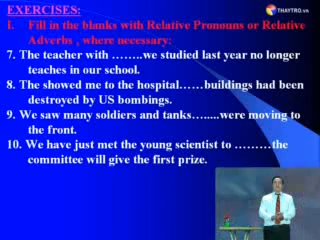 EXERCISES:
THAYTRO.vn
I. Fill in the blanks with Relative Pronouns or Relative
Adverbs , where necessary:
7. The teacher with ……..we studied last year no longer
teaches in our school.
8. The showed me to the hospital……buildings had been
destroyed by US bombings.
9. We saw many soldiers and tanks….....were moving to
the front.
10. We have just met the young scientist to ………the
committee will give the first prize.